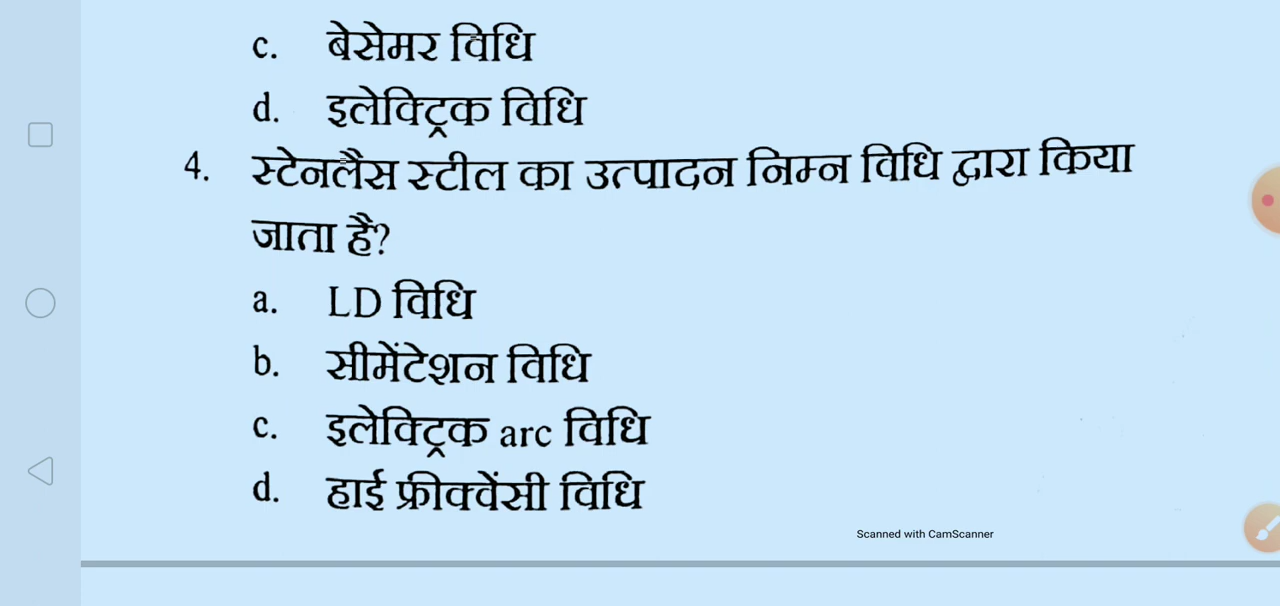 c. बेसेमर विधि
d. इलेक्ट्रिक विधि
4. स्टेनलैस स्टील का उत्पादन निम्न विधि द्वारा किया
जाता है?
a. LD विधि
b. सीमेंटेशन विधि
c. इलेक्ट्रिक arc विधि
d. हाई फ्रीक्वेंसी विधि
Scanned with CamScanner